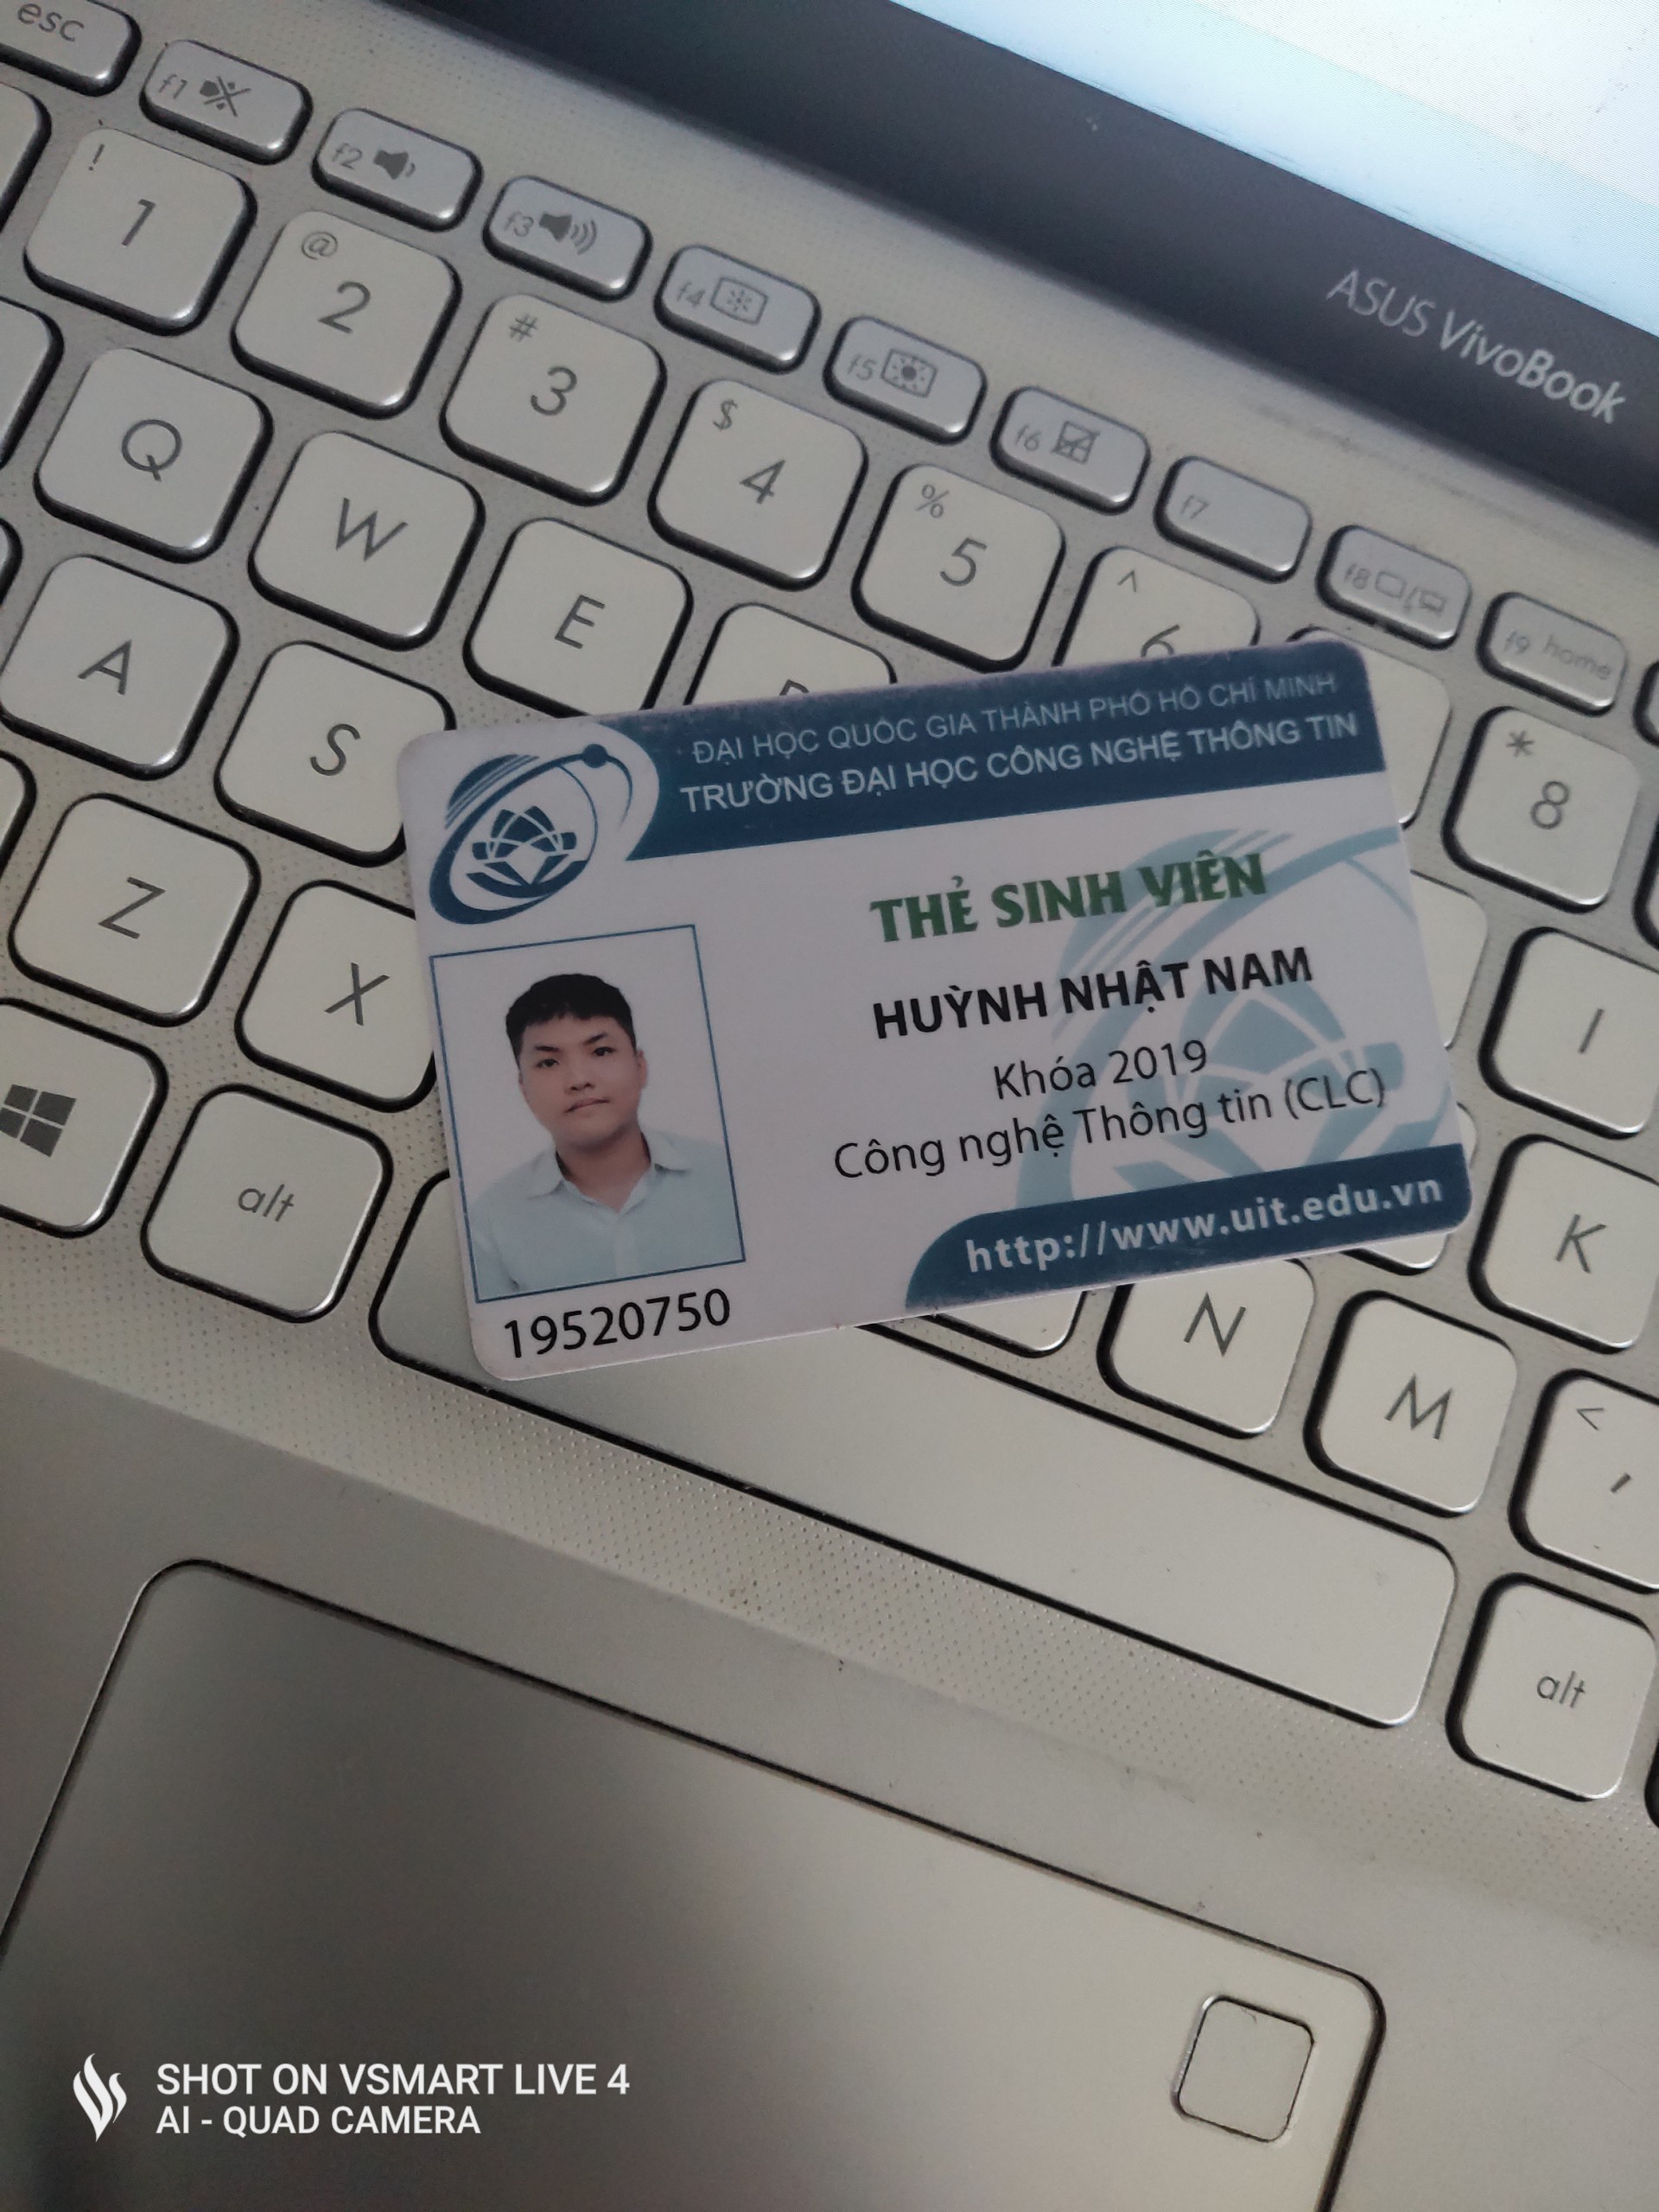 esc
f1
f2
f3
f4
f5
f6
f7
f8
f9 home
ASUS VivoBook
! 1
@ 2
# 3
$ 4
% 5
^ 6
* 8
Q
W
E
I
A
S
K
Z
X
N
M
< ,
alt
alt
ĐẠI HỌC QUỐC GIA THÀNH PHỐ HỒ CHÍ MINH
TRƯỜNG ĐẠI HỌC CÔNG NGHỆ THÔNG TIN
THẺ SINH VIÊN
HUỲNH NHẬT NAM
Khóa 2019
Công nghệ Thông tin (CLC)
http://www.uit.edu.vn
19520750
SHOT ON VSMART LIVE 4
AI - QUAD CAMERA